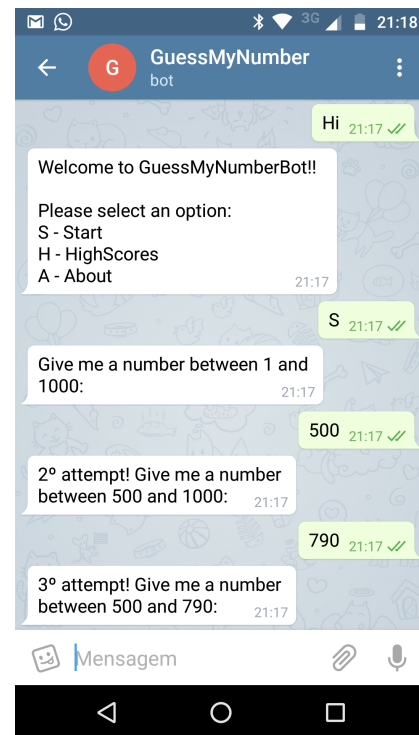 3G 21:18
G
GuessMyNumber
bot
Hi 21:17
Welcome to GuessMyNumberBot!!
Please select an option:
S - Start
H - HighScores
A - About
21:17
S 21:17
Give me a number between 1 and
1000: 21:17
500 21:17
2º attempt! Give me a number
between 500 and 1000: 21:17
790 21:17
3º attempt! Give me a number
between 500 and 790: 21:17
Mensagem